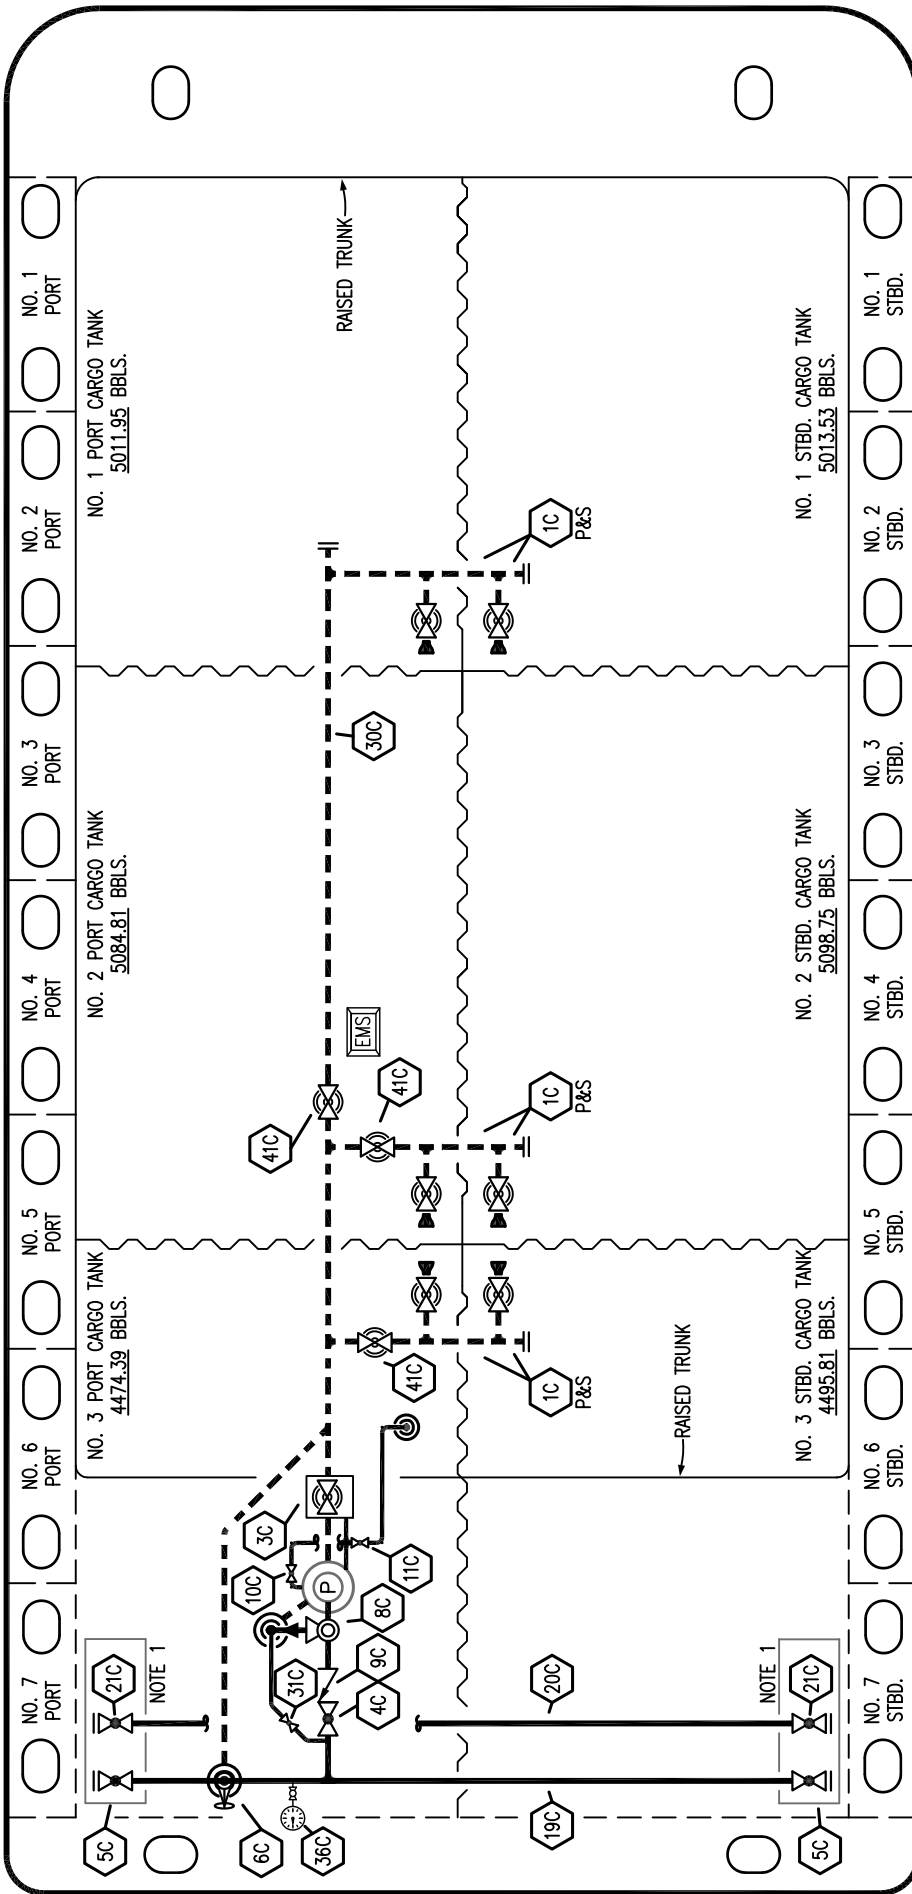 NO. 1
PORT
NO. 2
PORT
NO. 3
PORT
NO. 4
PORT
NO. 5
PORT
NO. 6
PORT
NO. 7
PORT
NO. 1 PORT CARGO TANK
5011.95 BBLS.
RAISED TRUNK
NO. 2 PORT CARGO TANK
5084.81 BBLS.
NO. 3 PORT CARGO TANK
4474.39 BBLS.
30C
EMS
41C
41C
41C
1C
P&S
1C
P&S
1C
P&S
3C
10C
11C
P
8C
9C
4C
31C
21C
NOTE 1
5C
6C
36C
19C
20C
NOTE 1
21C
5C
RAISED TRUNK
NO. 1 STBD. CARGO TANK
5013.53 BBLS.
NO. 2 STBD. CARGO TANK
5098.75 BBLS.
NO. 3 STBD. CARGO TANK
4495.81 BBLS.
NO. 1
STBD.
NO. 2
STBD.
NO. 3
STBD.
NO. 4
STBD.
NO. 5
STBD.
NO. 6
STBD.
NO. 7
STBD.